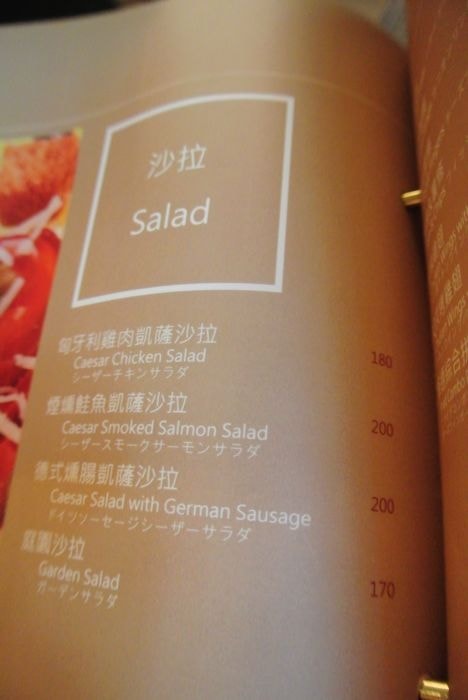 沙拉
Salad
匈牙利雞肉凱薩沙拉
Caesar Chicken Salad
シーザーチキンサラダ
180
煙燻鮭魚凱薩沙拉
Caesar Smoked Salmon Salad
シーザースモークサーモンサラダ
200
德式燻腸凱薩沙拉
Caesar Salad with German Sausage
ドイツソーセージシーザーサラダ
200
庭園沙拉
Garden Salad
ガーデンサラダ
170